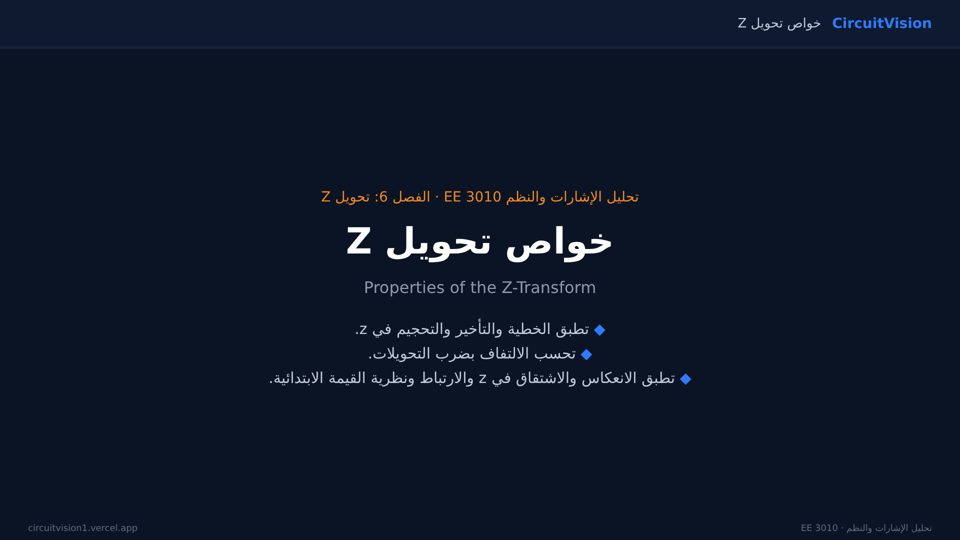 CircuitVision خواص تحويل Z
تحليل الإشارات والنظم EE 3010 · الفصل 6: تحويل Z
خواص تحويل Z
Properties of the Z-Transform
◆ تطبق الخطية والتأخير والتحجيم في z.
◆ تحسب الالتفاف بضرب التحويلات.
◆ تطبق الانعكاس والاشتقاق في z والارتباط ونظرية القيمة الابتدائية.
تحليل الإشارات والنظم · EE 3010
circuitvision1.vercel.app